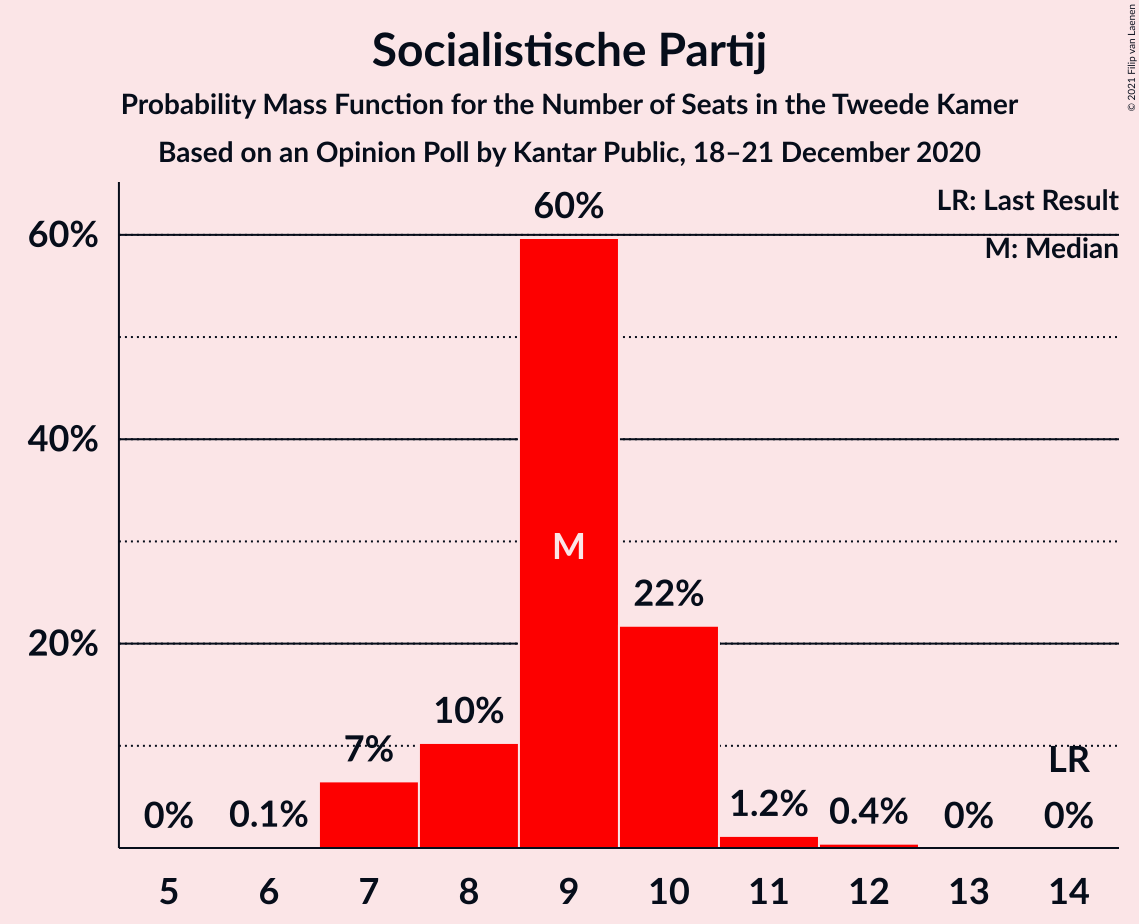 Socialistische Partij
Probability Mass Function for the Number of Seats in the Tweede Kamer
Based on an Opinion Poll by Kantar Public, 18–21 December 2020
© 2021 Filip van Laenen
LR: Last Result
M: Median
60%
40%
20%
0%
0.1%
7%
10%
60%
M
22%
1.2%
0.4%
0%
LR
0%
5 6 7 8 9 10 11 12 13 14